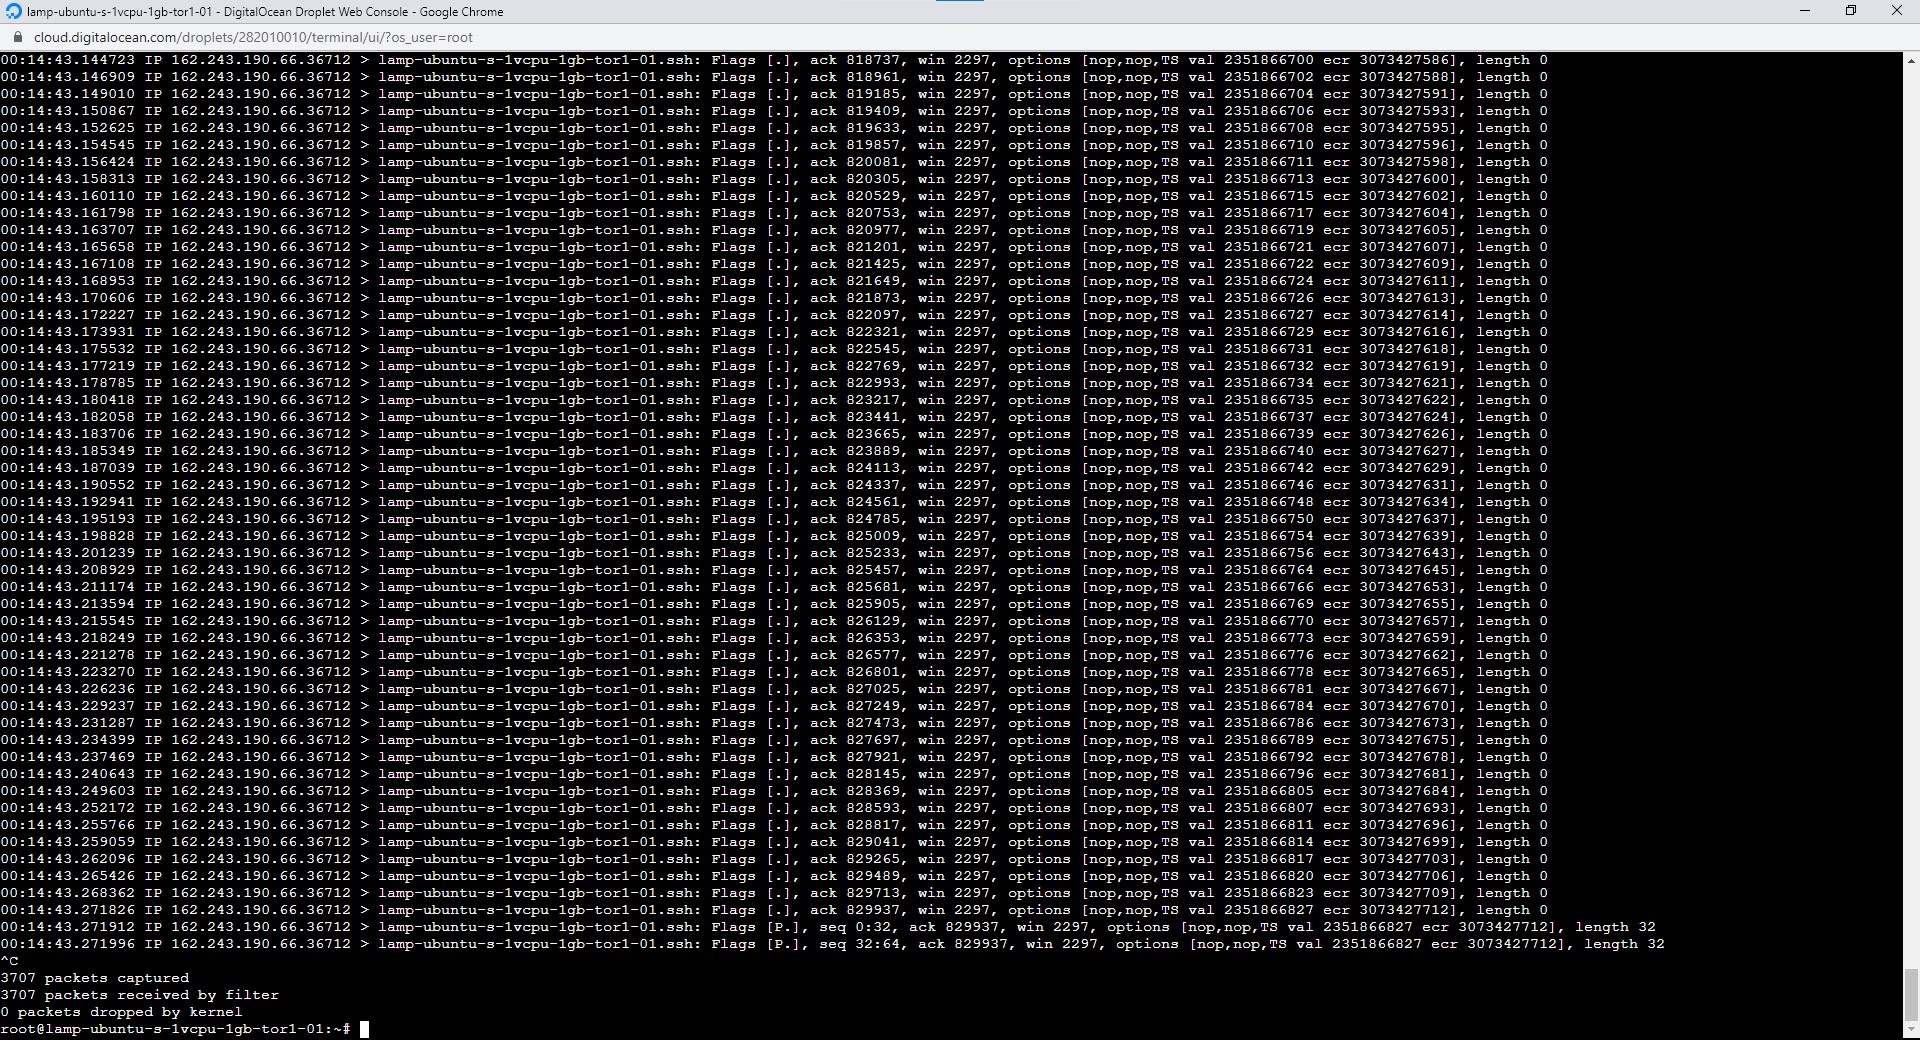 lamp-ubuntu-s-1vcpu-1gb-tor1-01 - DigitalOcean Droplet Web Console - Google Chrome
cloud.digitalocean.com/droplets/282010010/terminal/ui/?os_user=root
00:14:43.144723 IP 162.243.190.66.36712 > lamp-ubuntu-s-1vcpu-1gb-tor1-01.ssh: Flags [.], ack 818737, win 2297, options [nop,nop,TS val 2351866700 ecr 3073427586], length 0
00:14:43.146909 IP 162.243.190.66.36712 > lamp-ubuntu-s-1vcpu-1gb-tor1-01.ssh: Flags [.], ack 818961, win 2297, options [nop,nop,TS val 2351866702 ecr 3073427588], length 0
00:14:43.149010 IP 162.243.190.66.36712 > lamp-ubuntu-s-1vcpu-1gb-tor1-01.ssh: Flags [.], ack 819185, win 2297, options [nop,nop,TS val 2351866704 ecr 3073427591], length 0
00:14:43.150867 IP 162.243.190.66.36712 > lamp-ubuntu-s-1vcpu-1gb-tor1-01.ssh: Flags [.], ack 819409, win 2297, options [nop,nop,TS val 2351866706 ecr 3073427593], length 0
00:14:43.152625 IP 162.243.190.66.36712 > lamp-ubuntu-s-1vcpu-1gb-tor1-01.ssh: Flags [.], ack 819633, win 2297, options [nop,nop,TS val 2351866708 ecr 3073427595], length 0
00:14:43.154545 IP 162.243.190.66.36712 > lamp-ubuntu-s-1vcpu-1gb-tor1-01.ssh: Flags [.], ack 819857, win 2297, options [nop,nop,TS val 2351866710 ecr 3073427596], length 0
00:14:43.156424 IP 162.243.190.66.36712 > lamp-ubuntu-s-1vcpu-1gb-tor1-01.ssh: Flags [.], ack 820081, win 2297, options [nop,nop,TS val 2351866711 ecr 3073427598], length 0
00:14:43.158313 IP 162.243.190.66.36712 > lamp-ubuntu-s-1vcpu-1gb-tor1-01.ssh: Flags [.], ack 820305, win 2297, options [nop,nop,TS val 2351866713 ecr 3073427600], length 0
00:14:43.160110 IP 162.243.190.66.36712 > lamp-ubuntu-s-1vcpu-1gb-tor1-01.ssh: Flags [.], ack 820529, win 2297, options [nop,nop,TS val 2351866715 ecr 3073427602], length 0
00:14:43.161798 IP 162.243.190.66.36712 > lamp-ubuntu-s-1vcpu-1gb-tor1-01.ssh: Flags [.], ack 820753, win 2297, options [nop,nop,TS val 2351866717 ecr 3073427604], length 0
00:14:43.163707 IP 162.243.190.66.36712 > lamp-ubuntu-s-1vcpu-1gb-tor1-01.ssh: Flags [.], ack 820977, win 2297, options [nop,nop,TS val 2351866719 ecr 3073427605], length 0
00:14:43.165658 IP 162.243.190.66.36712 > lamp-ubuntu-s-1vcpu-1gb-tor1-01.ssh: Flags [.], ack 821201, win 2297, options [nop,nop,TS val 2351866721 ecr 3073427607], length 0
00:14:43.167108 IP 162.243.190.66.36712 > lamp-ubuntu-s-1vcpu-1gb-tor1-01.ssh: Flags [.], ack 821425, win 2297, options [nop,nop,TS val 2351866722 ecr 3073427609], length 0
00:14:43.168953 IP 162.243.190.66.36712 > lamp-ubuntu-s-1vcpu-1gb-tor1-01.ssh: Flags [.], ack 821649, win 2297, options [nop,nop,TS val 2351866724 ecr 3073427611], length 0
00:14:43.170606 IP 162.243.190.66.36712 > lamp-ubuntu-s-1vcpu-1gb-tor1-01.ssh: Flags [.], ack 821873, win 2297, options [nop,nop,TS val 2351866726 ecr 3073427613], length 0
00:14:43.172227 IP 162.243.190.66.36712 > lamp-ubuntu-s-1vcpu-1gb-tor1-01.ssh: Flags [.], ack 822097, win 2297, options [nop,nop,TS val 2351866727 ecr 3073427614], length 0
00:14:43.173931 IP 162.243.190.66.36712 > lamp-ubuntu-s-1vcpu-1gb-tor1-01.ssh: Flags [.], ack 822321, win 2297, options [nop,nop,TS val 2351866729 ecr 3073427616], length 0
00:14:43.175532 IP 162.243.190.66.36712 > lamp-ubuntu-s-1vcpu-1gb-tor1-01.ssh: Flags [.], ack 822545, win 2297, options [nop,nop,TS val 2351866731 ecr 3073427618], length 0
00:14:43.177219 IP 162.243.190.66.36712 > lamp-ubuntu-s-1vcpu-1gb-tor1-01.ssh: Flags [.], ack 822769, win 2297, options [nop,nop,TS val 2351866732 ecr 3073427619], length 0
00:14:43.178785 IP 162.243.190.66.36712 > lamp-ubuntu-s-1vcpu-1gb-tor1-01.ssh: Flags [.], ack 822993, win 2297, options [nop,nop,TS val 2351866734 ecr 3073427621], length 0
00:14:43.180418 IP 162.243.190.66.36712 > lamp-ubuntu-s-1vcpu-1gb-tor1-01.ssh: Flags [.], ack 823217, win 2297, options [nop,nop,TS val 2351866735 ecr 3073427622], length 0
00:14:43.182058 IP 162.243.190.66.36712 > lamp-ubuntu-s-1vcpu-1gb-tor1-01.ssh: Flags [.], ack 823441, win 2297, options [nop,nop,TS val 2351866737 ecr 3073427624], length 0
00:14:43.183706 IP 162.243.190.66.36712 > lamp-ubuntu-s-1vcpu-1gb-tor1-01.ssh: Flags [.], ack 823665, win 2297, options [nop,nop,TS val 2351866739 ecr 3073427626], length 0
00:14:43.185349 IP 162.243.190.66.36712 > lamp-ubuntu-s-1vcpu-1gb-tor1-01.ssh: Flags [.], ack 823889, win 2297, options [nop,nop,TS val 2351866740 ecr 3073427627], length 0
00:14:43.187039 IP 162.243.190.66.36712 > lamp-ubuntu-s-1vcpu-1gb-tor1-01.ssh: Flags [.], ack 824113, win 2297, options [nop,nop,TS val 2351866742 ecr 3073427629], length 0
00:14:43.190552 IP 162.243.190.66.36712 > lamp-ubuntu-s-1vcpu-1gb-tor1-01.ssh: Flags [.], ack 824337, win 2297, options [nop,nop,TS val 2351866746 ecr 3073427631], length 0
00:14:43.192941 IP 162.243.190.66.36712 > lamp-ubuntu-s-1vcpu-1gb-tor1-01.ssh: Flags [.], ack 824561, win 2297, options [nop,nop,TS val 2351866748 ecr 3073427634], length 0
00:14:43.195193 IP 162.243.190.66.36712 > lamp-ubuntu-s-1vcpu-1gb-tor1-01.ssh: Flags [.], ack 824785, win 2297, options [nop,nop,TS val 2351866750 ecr 3073427637], length 0
00:14:43.198828 IP 162.243.190.66.36712 > lamp-ubuntu-s-1vcpu-1gb-tor1-01.ssh: Flags [.], ack 825009, win 2297, options [nop,nop,TS val 2351866754 ecr 3073427639], length 0
00:14:43.201239 IP 162.243.190.66.36712 > lamp-ubuntu-s-1vcpu-1gb-tor1-01.ssh: Flags [.], ack 825233, win 2297, options [nop,nop,TS val 2351866756 ecr 3073427643], length 0
00:14:43.208929 IP 162.243.190.66.36712 > lamp-ubuntu-s-1vcpu-1gb-tor1-01.ssh: Flags [.], ack 825457, win 2297, options [nop,nop,TS val 2351866764 ecr 3073427645], length 0
00:14:43.211174 IP 162.243.190.66.36712 > lamp-ubuntu-s-1vcpu-1gb-tor1-01.ssh: Flags [.], ack 825681, win 2297, options [nop,nop,TS val 2351866766 ecr 3073427653], length 0
00:14:43.213594 IP 162.243.190.66.36712 > lamp-ubuntu-s-1vcpu-1gb-tor1-01.ssh: Flags [.], ack 825905, win 2297, options [nop,nop,TS val 2351866769 ecr 3073427655], length 0
00:14:43.215545 IP 162.243.190.66.36712 > lamp-ubuntu-s-1vcpu-1gb-tor1-01.ssh: Flags [.], ack 826129, win 2297, options [nop,nop,TS val 2351866770 ecr 3073427657], length 0
00:14:43.218249 IP 162.243.190.66.36712 > lamp-ubuntu-s-1vcpu-1gb-tor1-01.ssh: Flags [.], ack 826353, win 2297, options [nop,nop,TS val 2351866773 ecr 3073427659], length 0
00:14:43.221278 IP 162.243.190.66.36712 > lamp-ubuntu-s-1vcpu-1gb-tor1-01.ssh: Flags [.], ack 826577, win 2297, options [nop,nop,TS val 2351866776 ecr 3073427662], length 0
00:14:43.223270 IP 162.243.190.66.36712 > lamp-ubuntu-s-1vcpu-1gb-tor1-01.ssh: Flags [.], ack 826801, win 2297, options [nop,nop,TS val 2351866778 ecr 3073427665], length 0
00:14:43.226236 IP 162.243.190.66.36712 > lamp-ubuntu-s-1vcpu-1gb-tor1-01.ssh: Flags [.], ack 827025, win 2297, options [nop,nop,TS val 2351866781 ecr 3073427667], length 0
00:14:43.229237 IP 162.243.190.66.36712 > lamp-ubuntu-s-1vcpu-1gb-tor1-01.ssh: Flags [.], ack 827249, win 2297, options [nop,nop,TS val 2351866784 ecr 3073427670], length 0
00:14:43.231287 IP 162.243.190.66.36712 > lamp-ubuntu-s-1vcpu-1gb-tor1-01.ssh: Flags [.], ack 827473, win 2297, options [nop,nop,TS val 2351866786 ecr 3073427673], length 0
00:14:43.234399 IP 162.243.190.66.36712 > lamp-ubuntu-s-1vcpu-1gb-tor1-01.ssh: Flags [.], ack 827697, win 2297, options [nop,nop,TS val 2351866789 ecr 3073427675], length 0
00:14:43.237469 IP 162.243.190.66.36712 > lamp-ubuntu-s-1vcpu-1gb-tor1-01.ssh: Flags [.], ack 827921, win 2297, options [nop,nop,TS val 2351866792 ecr 3073427678], length 0
00:14:43.240643 IP 162.243.190.66.36712 > lamp-ubuntu-s-1vcpu-1gb-tor1-01.ssh: Flags [.], ack 828145, win 2297, options [nop,nop,TS val 2351866796 ecr 3073427681], length 0
00:14:43.249603 IP 162.243.190.66.36712 > lamp-ubuntu-s-1vcpu-1gb-tor1-01.ssh: Flags [.], ack 828369, win 2297, options [nop,nop,TS val 2351866805 ecr 3073427684], length 0
00:14:43.252172 IP 162.243.190.66.36712 > lamp-ubuntu-s-1vcpu-1gb-tor1-01.ssh: Flags [.], ack 828593, win 2297, options [nop,nop,TS val 2351866807 ecr 3073427693], length 0
00:14:43.255766 IP 162.243.190.66.36712 > lamp-ubuntu-s-1vcpu-1gb-tor1-01.ssh: Flags [.], ack 828817, win 2297, options [nop,nop,TS val 2351866811 ecr 3073427696], length 0
00:14:43.259059 IP 162.243.190.66.36712 > lamp-ubuntu-s-1vcpu-1gb-tor1-01.ssh: Flags [.], ack 829041, win 2297, options [nop,nop,TS val 2351866814 ecr 3073427699], length 0
00:14:43.262096 IP 162.243.190.66.36712 > lamp-ubuntu-s-1vcpu-1gb-tor1-01.ssh: Flags [.], ack 829265, win 2297, options [nop,nop,TS val 2351866817 ecr 3073427703], length 0
00:14:43.265426 IP 162.243.190.66.36712 > lamp-ubuntu-s-1vcpu-1gb-tor1-01.ssh: Flags [.], ack 829489, win 2297, options [nop,nop,TS val 2351866820 ecr 3073427706], length 0
00:14:43.268362 IP 162.243.190.66.36712 > lamp-ubuntu-s-1vcpu-1gb-tor1-01.ssh: Flags [.], ack 829713, win 2297, options [nop,nop,TS val 2351866823 ecr 3073427709], length 0
00:14:43.271826 IP 162.243.190.66.36712 > lamp-ubuntu-s-1vcpu-1gb-tor1-01.ssh: Flags [.], ack 829937, win 2297, options [nop,nop,TS val 2351866827 ecr 3073427712], length 0
00:14:43.271912 IP 162.243.190.66.36712 > lamp-ubuntu-s-1vcpu-1gb-tor1-01.ssh: Flags [P.], seq 0:32, ack 829937, win 2297, options [nop,nop,TS val 2351866827 ecr 3073427712], length 32
00:14:43.271996 IP 162.243.190.66.36712 > lamp-ubuntu-s-1vcpu-1gb-tor1-01.ssh: Flags [P.], seq 32:64, ack 829937, win 2297, options [nop,nop,TS val 2351866827 ecr 3073427712], length 32
^C
3707 packets captured
3707 packets received by filter
0 packets dropped by kernel
root@lamp-ubuntu-s-1vcpu-1gb-tor1-01:~#